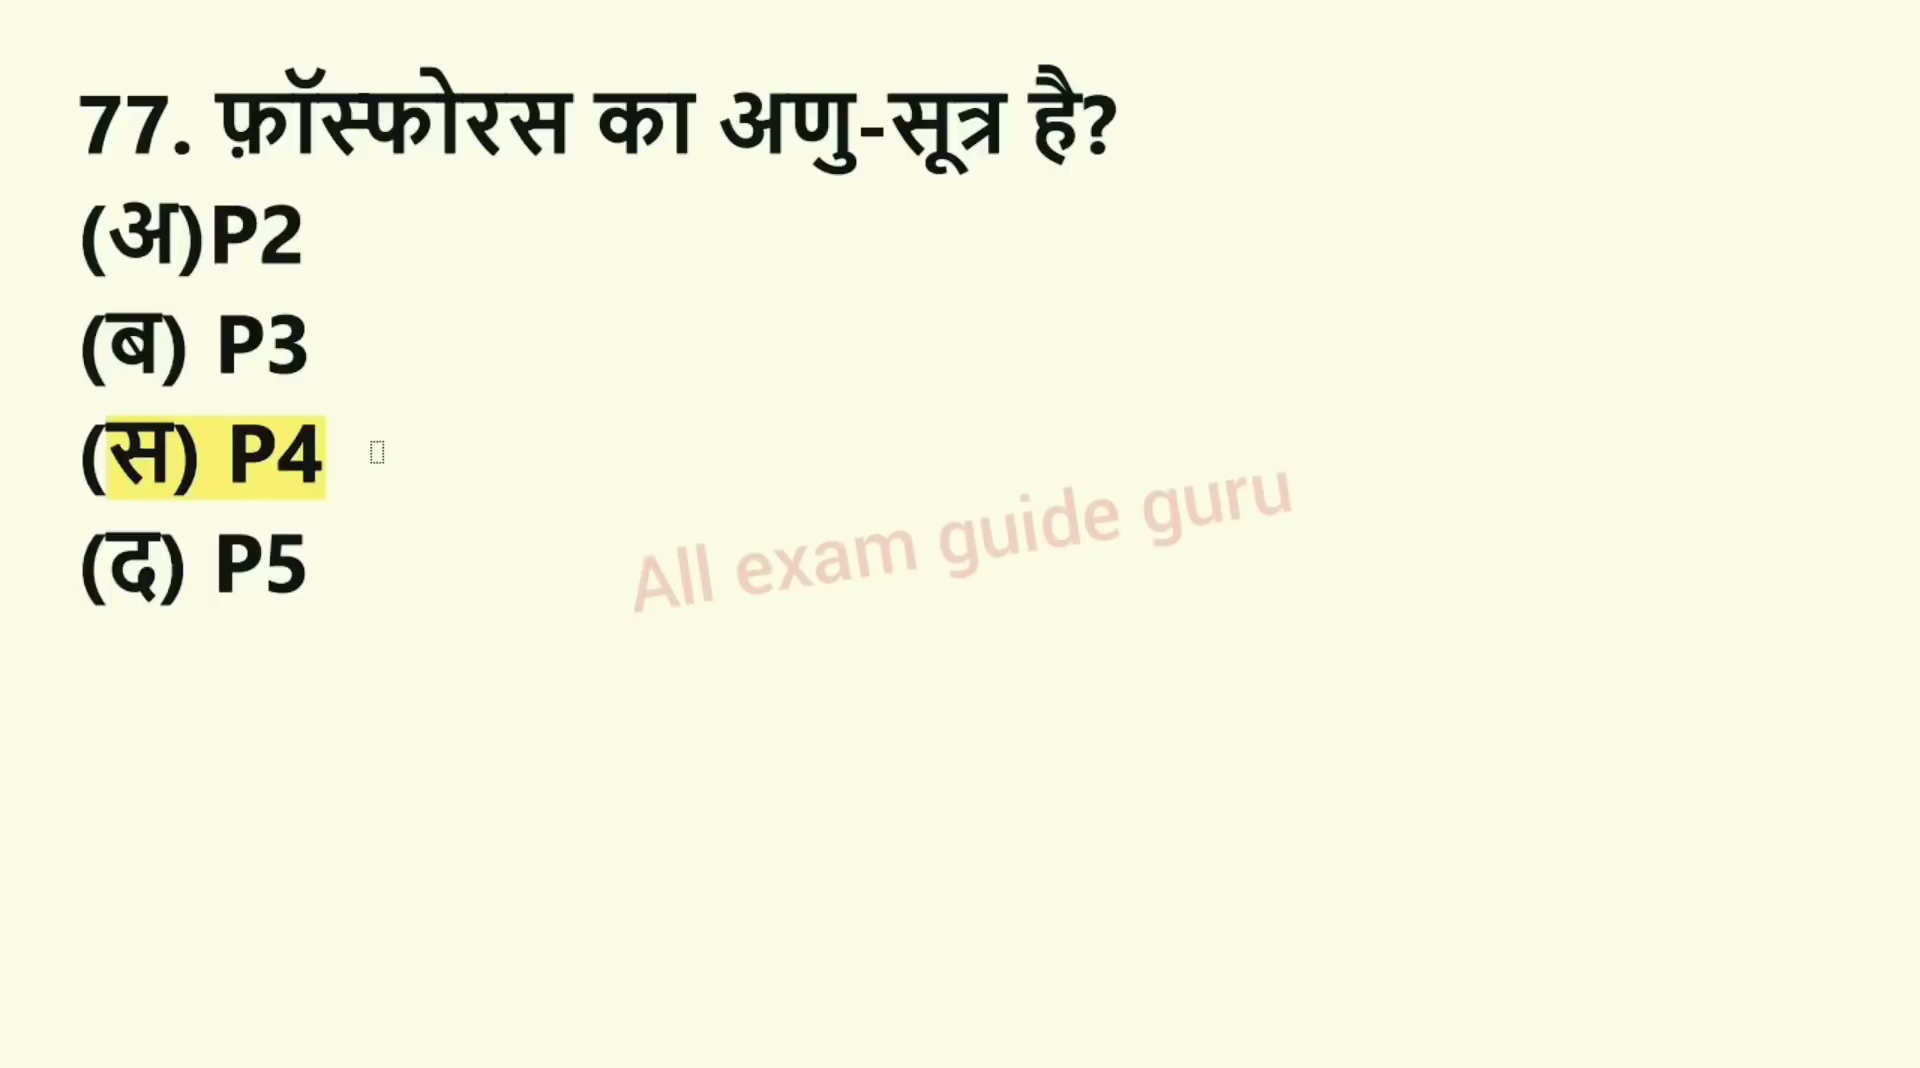 77. फ़ॉस्फोरस का अणु-सूत्र है?
(अ)P2
(ब) P3
(स) P4
(द) P5
All exam guide guru